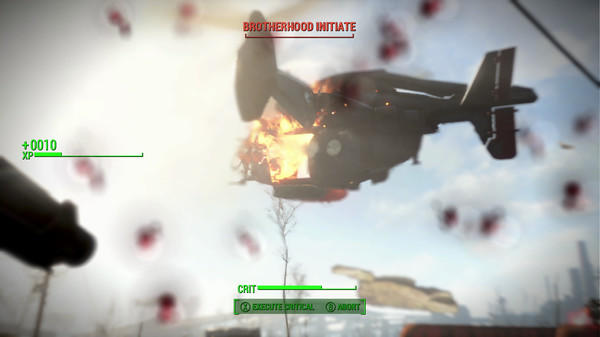 BROTHERHOOD INITIATE
+0010
XP
CRIT
Ⓧ EXECUTE CRITICAL Ⓑ ABORT